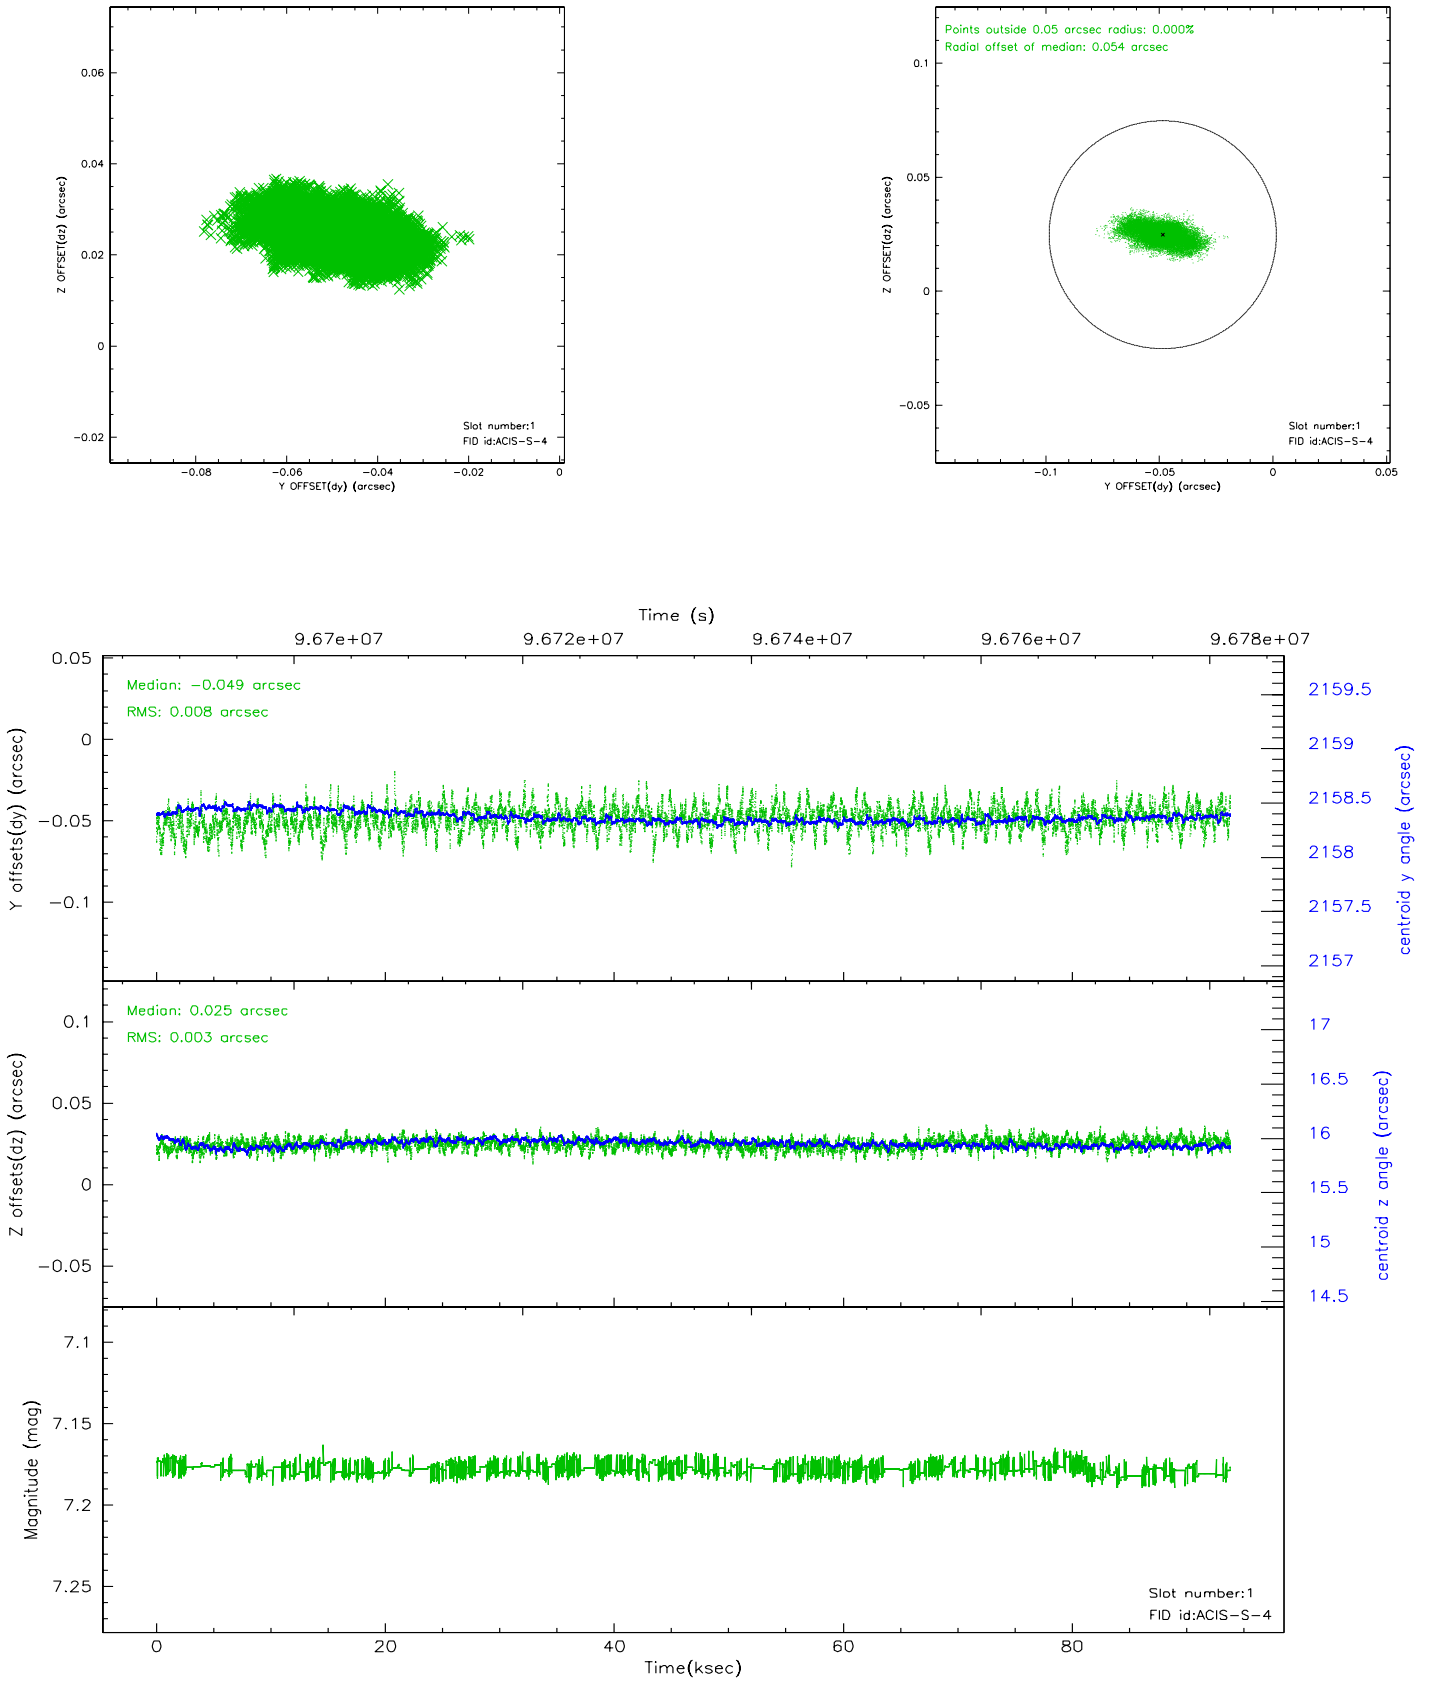 0.06
0.04
0.02
0
−0.02
Z OFFSET(dz) (arcsec)
Slot number:1
FID id:ACIS−S−4
−0.08
−0.06
−0.04
−0.02
0
Y OFFSET(dy) (arcsec)
Points outside 0.05 arcsec radius: 0.000%
Radial offset of median: 0.054 arcsec
0.1
0.05
0
−0.05
Z OFFSET(dz) (arcsec)
Slot number:1
FID id:ACIS−S−4
−0.1
−0.05
0
0.05
Y OFFSET(dy) (arcsec)
Time (s)
9.67e+07
9.672e+07
9.674e+07
9.676e+07
9.678e+07
0.05
0
−0.05
−0.1
Y offsets(dy) (arcsec)
Median: −0.049 arcsec
RMS: 0.008 arcsec
2159.5
2159
2158.5
2158
2157.5
2157
centroid y angle (arcsec)
0.1
0.05
0
−0.05
Z offsets(dz) (arcsec)
Median: 0.025 arcsec
RMS: 0.003 arcsec
17
16.5
16
15.5
15
14.5
centroid z angle (arcsec)
7.1
7.15
7.2
7.25
Magnitude (mag)
Slot number:1
FID id:ACIS−S−4
0
20
40
60
80
Time(ksec)